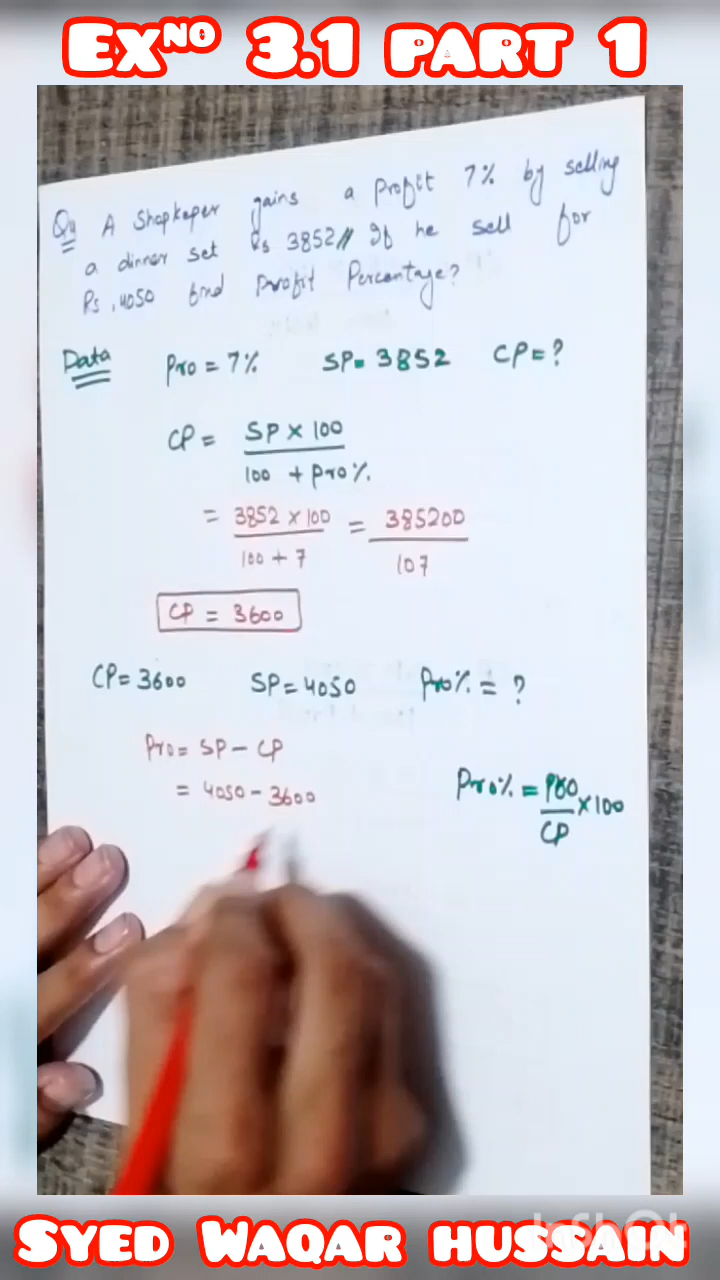 Exᴺᴼ 3.1 PART 1
Q4 A Shopkeper gains a Profit 7% by selling
a dinner set Rs 3852// If he sell for
Rs.4050 find Profit Percentage?
Data Pro = 7% SP= 3852 CP=?
CP = SP × 100
100 + Pro%.
= 3852 × 100 = 385200
100 + 7 107
CP = 3600
CP=3600 SP=4050 Pro% = ?
Pro = SP - CP
= 4050 - 3600
Pro% = PRO × 100
CP
SYED WAQAR HUSSAIN
InShOt